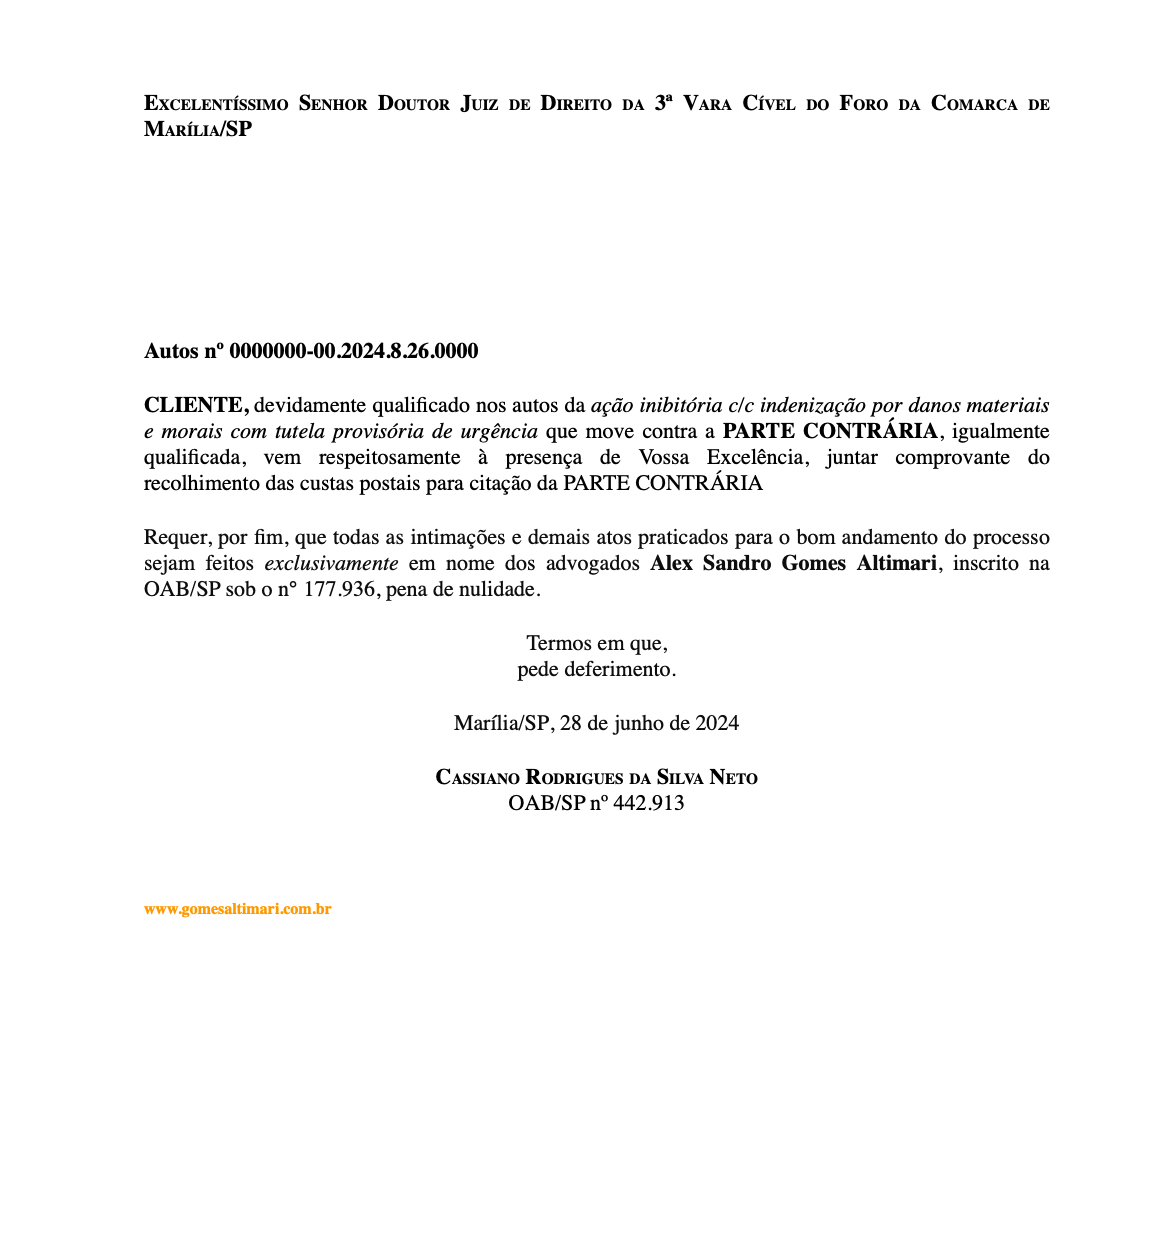 Excelentíssimo Senhor Doutor Juiz de Direito da 3ª Vara Cível do Foro da Comarca de
Marília/SP
Autos nº 0000000-00.2024.8.26.0000
CLIENTE, devidamente qualificado nos autos da ação inibitória c/c indenização por danos materiais
e morais com tutela provisória de urgência que move contra a PARTE CONTRÁRIA, igualmente
qualificada, vem respeitosamente à presença de Vossa Excelência, juntar comprovante do
recolhimento das custas postais para citação da PARTE CONTRÁRIA
Requer, por fim, que todas as intimações e demais atos praticados para o bom andamento do processo
sejam feitos exclusivamente em nome dos advogados Alex Sandro Gomes Altimari, inscrito na
OAB/SP sob o n° 177.936, pena de nulidade.
Termos em que,
pede deferimento.
Marília/SP, 28 de junho de 2024
Cassiano Rodrigues da Silva Neto
OAB/SP nº 442.913
www.gomesaltimari.com.br